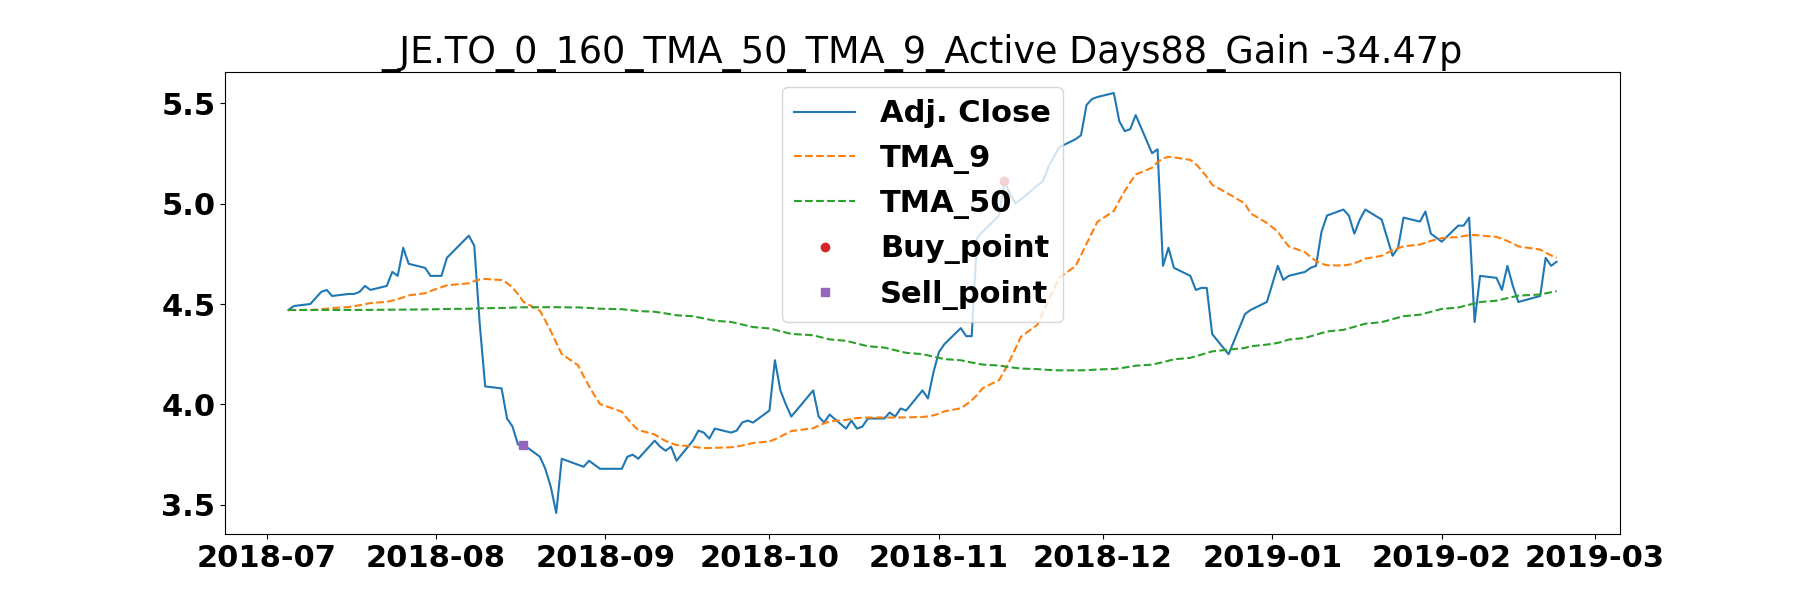 _JE.TO_0_160_TMA_50_TMA_9_Active Days88_Gain -34.47p
5.5
5.0
4.5
4.0
3.5
Adj. Close
TMA_9
TMA_50
Buy_point
Sell_point
2018-07 2018-08 2018-09 2018-10 2018-11 2018-12 2019-01 2019-02 2019-03